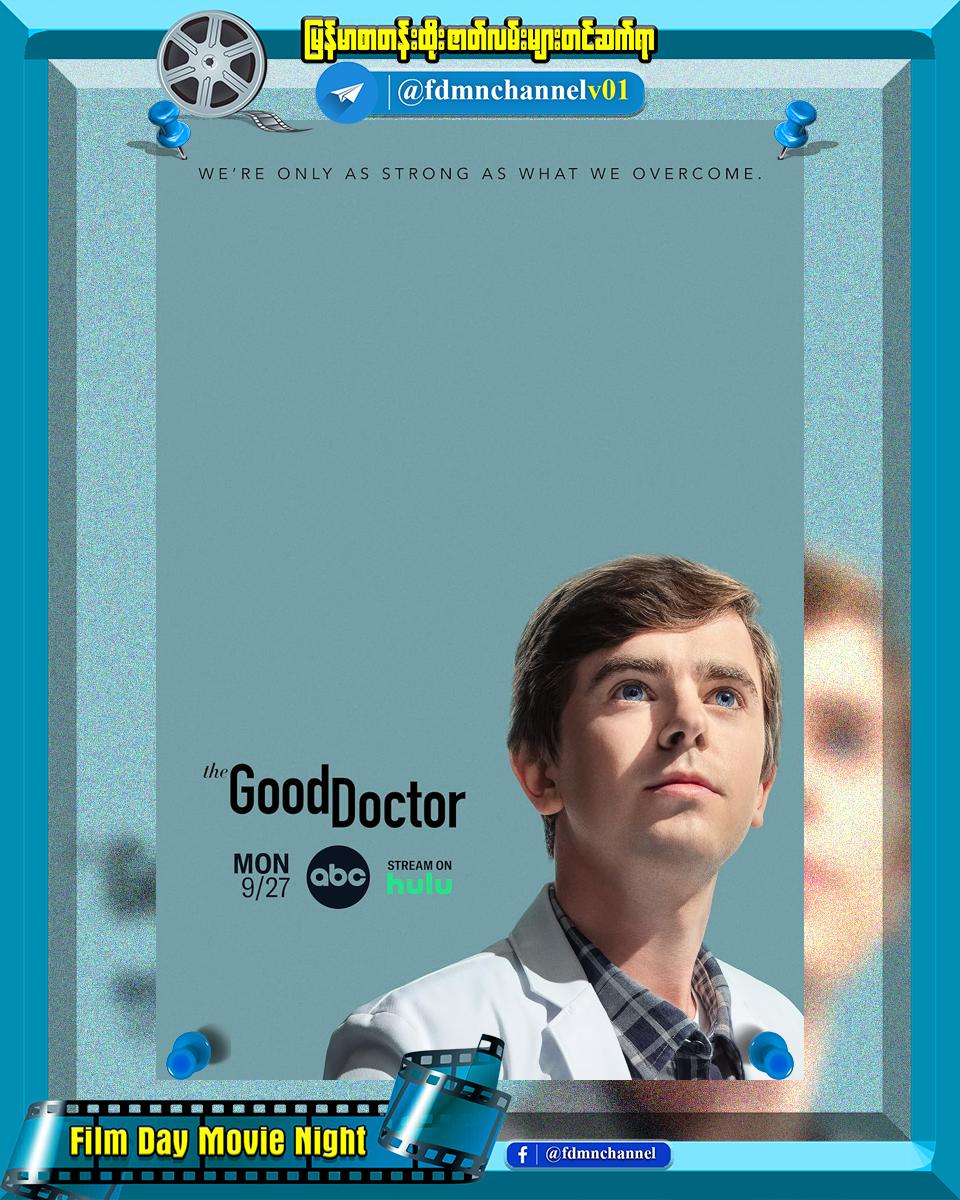 မြန်မာစာတန်းထိုးဇာတ်လမ်းများတင်ဆက်ရာ
@fdmnchannelv01
WE'RE ONLY AS STRONG AS WHAT WE OVERCOME.
the Good Doctor
MON
9/27
abc
STREAM ON
hulu
Film Day Movie Night
f @fdmnchannel